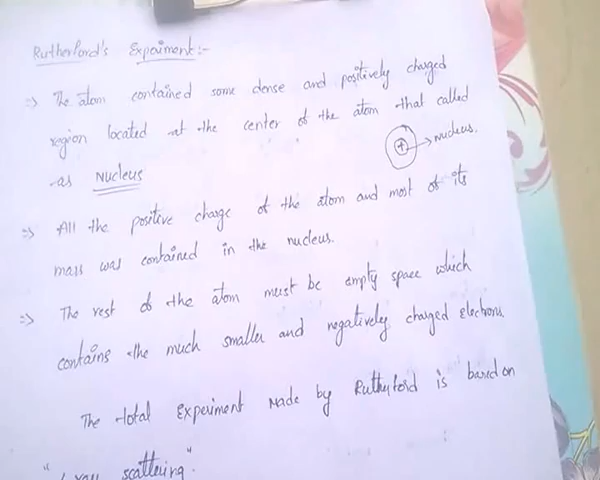 Rutherford's Expeiment:-
=> The atom contained some dense and positively charged
region located at the center of the atom that called
as Nucleus
+ → nucleus.
=> All the positive charge of the atom and most of its
mass was contained in the nucleus.
=> The rest of the atom must be empty space which
contains the much smaller and negatively charged electrons.
The total Experiment Made by Rutherford is based on
" ray scattering".